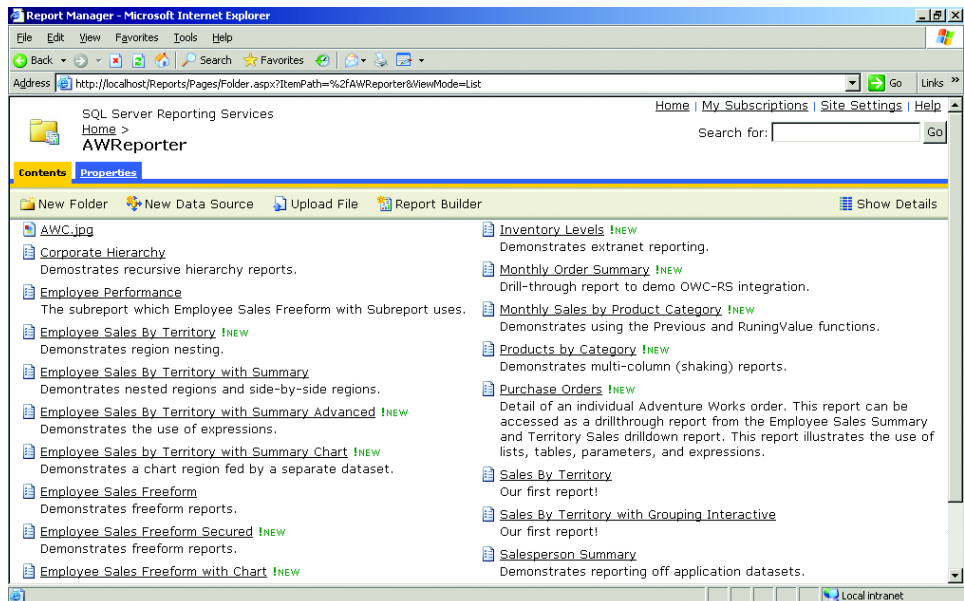 Report Manager - Microsoft Internet Explorer
File Edit View Favorites Tools Help
Back Search Favorites
Address http://localhost/Reports/Pages/Folder.aspx?ItemPath=%2fAWReporter&ViewMode=List Go Links »
Home | My Subscriptions | Site Settings | Help
SQL Server Reporting Services
Home >
AWReporter
Search for: Go
Contents Properties
New Folder New Data Source Upload File Report Builder Show Details
AWC.jpg
Corporate Hierarchy
Demostrates recursive hierarchy reports.
Employee Performance
The subreport which Employee Sales Freeform with Subreport uses.
Employee Sales By Territory !NEW
Demonstrates region nesting.
Employee Sales By Territory with Summary
Demontrates nested regions and side-by-side regions.
Employee Sales By Territory with Summary Advanced !NEW
Demonstrates the use of expressions.
Employee Sales by Territory with Summary Chart !NEW
Demonstrates a chart region fed by a separate dataset.
Employee Sales Freeform
Demonstrates freeform reports.
Employee Sales Freeform Secured !NEW
Demonstrates freeform reports.
Employee Sales Freeform with Chart !NEW
Inventory Levels !NEW
Demonstrates extranet reporting.
Monthly Order Summary !NEW
Drill-through report to demo OWC-RS integration.
Monthly Sales by Product Category !NEW
Demonstrates using the Previous and RuningValue functions.
Products by Category !NEW
Demonstrates multi-column (shaking) reports.
Purchase Orders !NEW
Detail of an individual Adventure Works order. This report can be
accessed as a drillthrough report from the Employee Sales Summary
and Territory Sales drilldown report. This report illustrates the use of
lists, tables, parameters, and expressions.
Sales By Territory
Our first report!
Sales By Territory with Grouping Interactive
Our first report!
Salesperson Summary
Demonstrates reporting off application datasets.
Local intranet